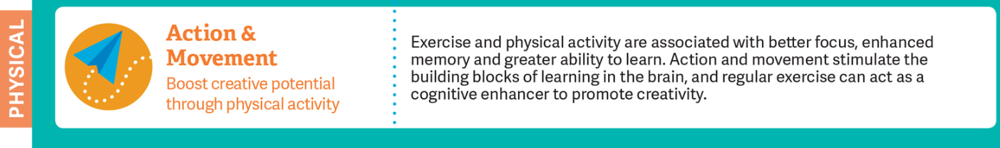 PHYSICAL
Action &
Movement
Boost creative potential
through physical activity
Exercise and physical activity are associated with better focus, enhanced
memory and greater ability to learn. Action and movement stimulate the
building blocks of learning in the brain, and regular exercise can act as a
cognitive enhancer to promote creativity.